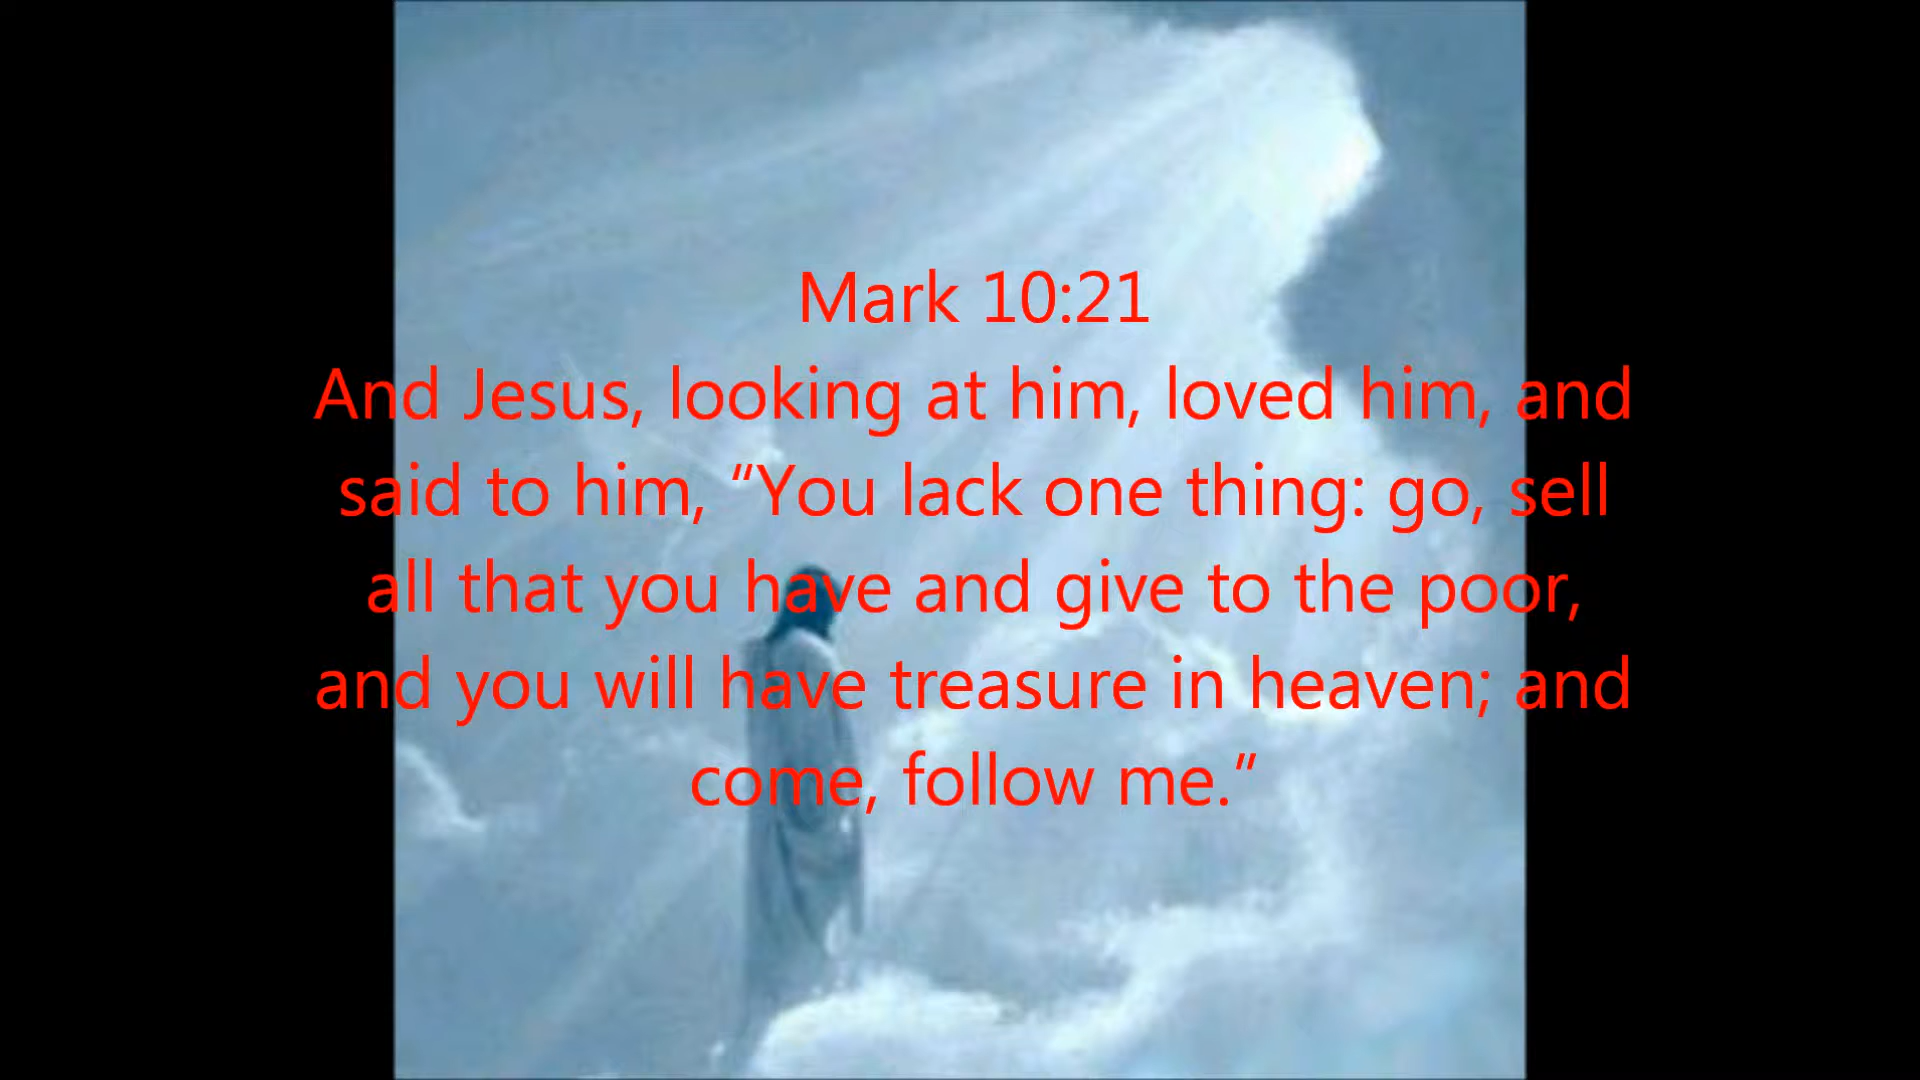 Mark 10:21
And Jesus, looking at him, loved him, and
said to him, “You lack one thing: go, sell
all that you have and give to the poor,
and you will have treasure in heaven; and
come, follow me.”